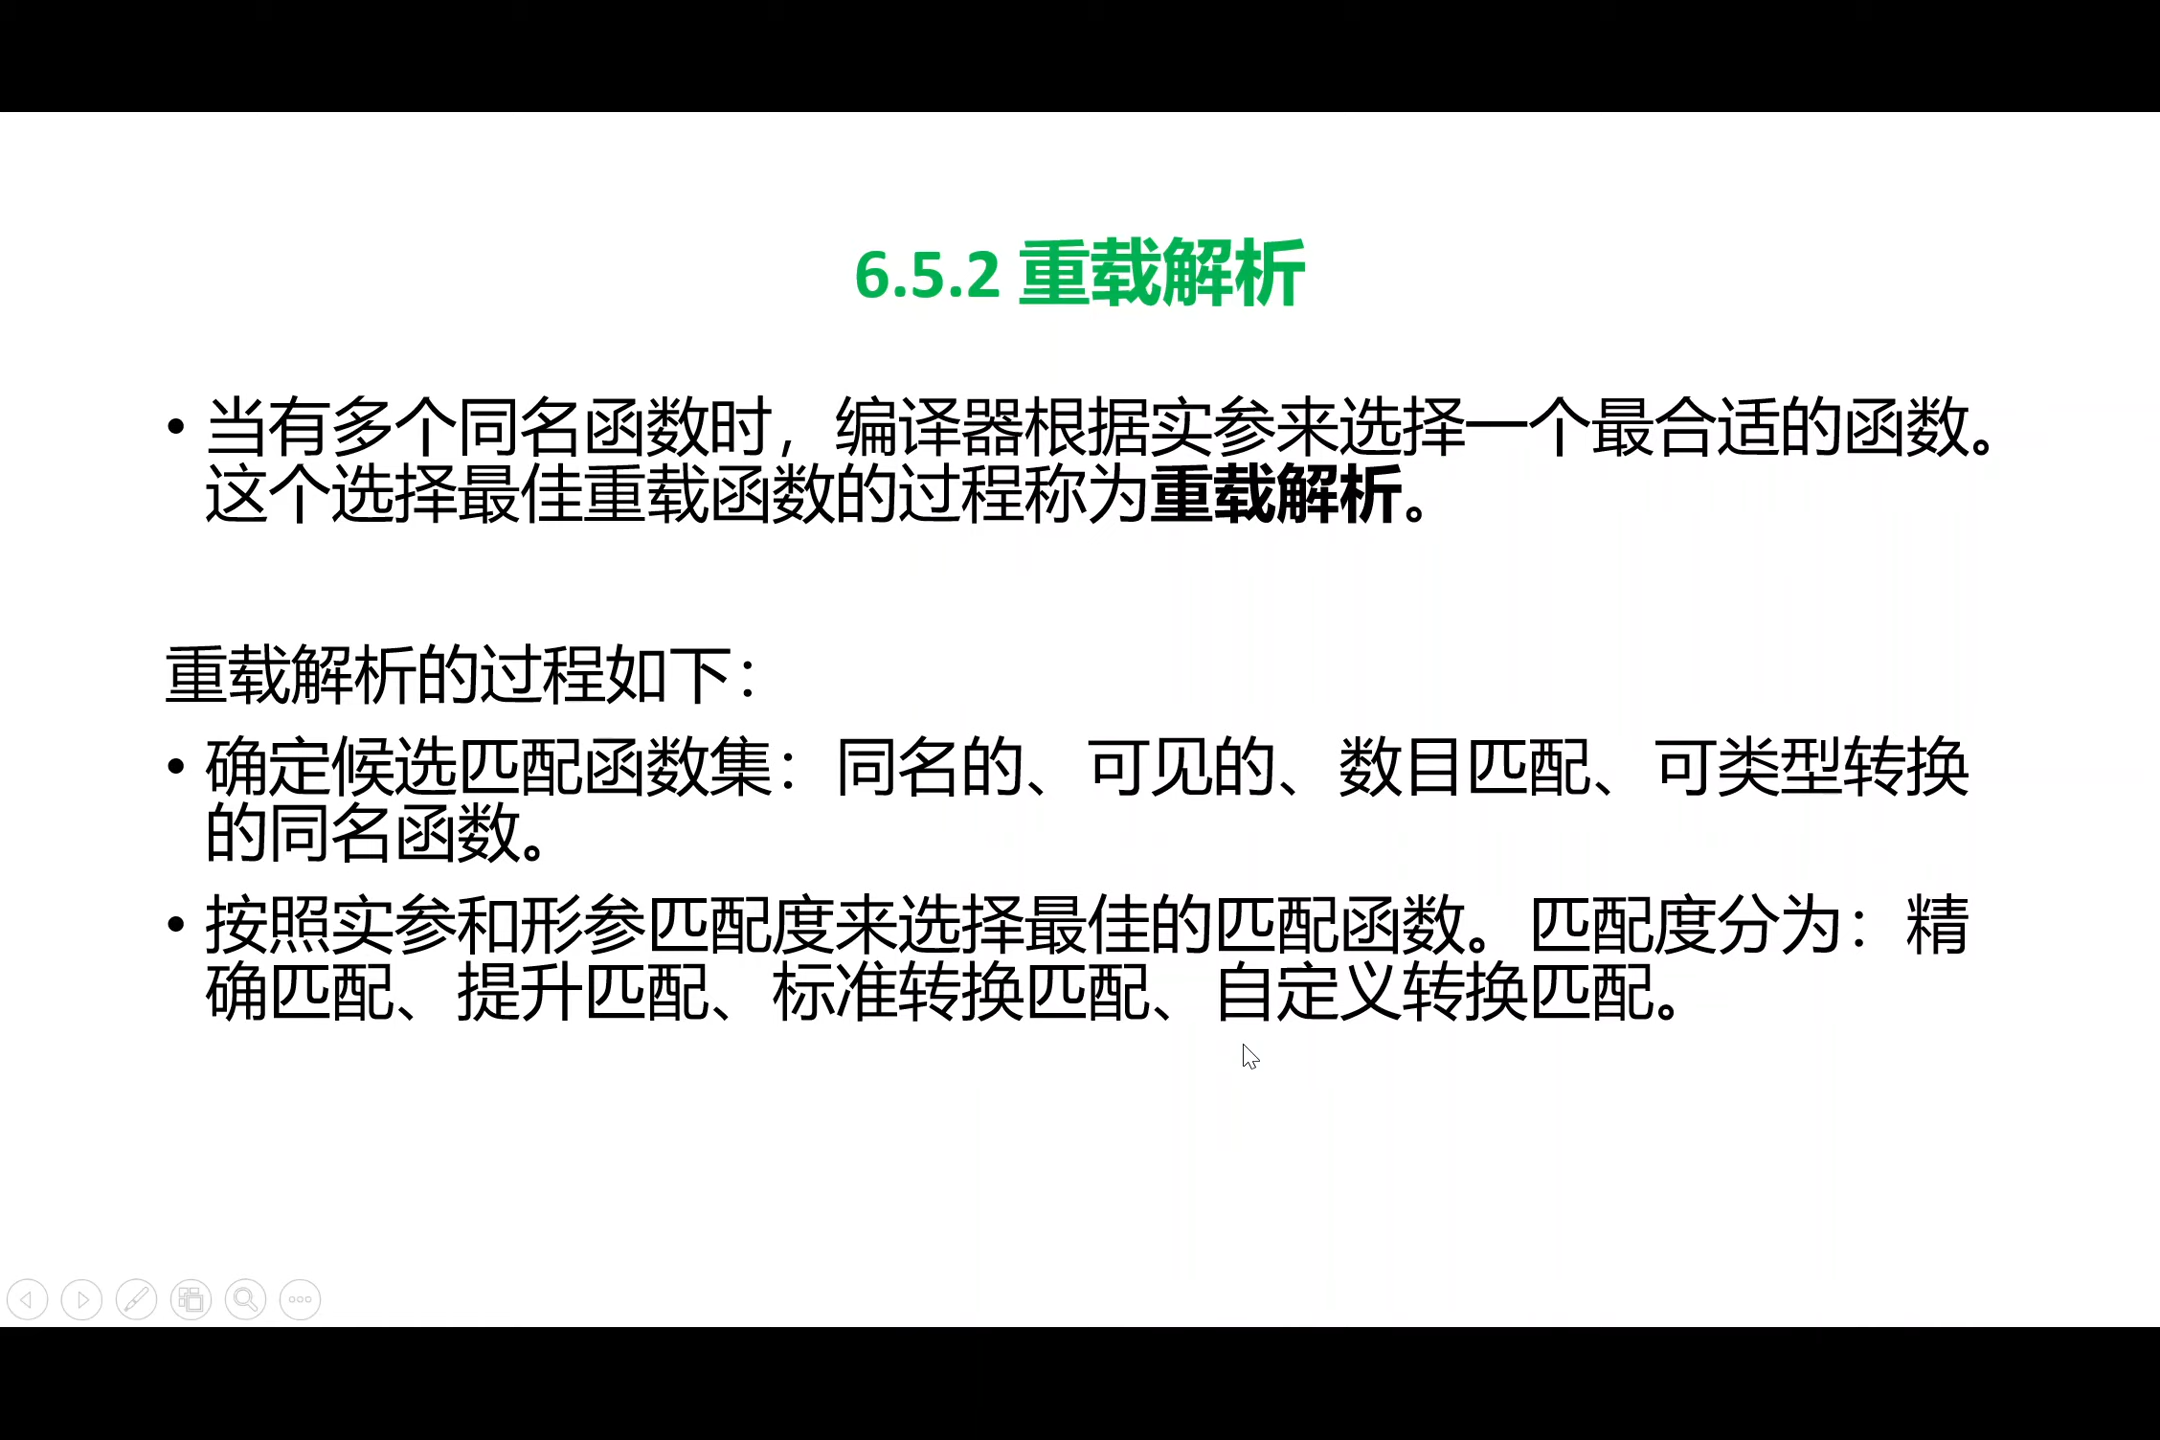 6.5.2 重载解析
• 当有多个同名函数时，编译器根据实参来选择一个最合适的函数。
这个选择最佳重载函数的过程称为重载解析。
重载解析的过程如下：
• 确定候选匹配函数集：同名的、可见的、数目匹配、可类型转换
的同名函数。
• 按照实参和形参匹配度来选择最佳的匹配函数。匹配度分为：精
确匹配、提升匹配、标准转换匹配、自定义转换匹配。